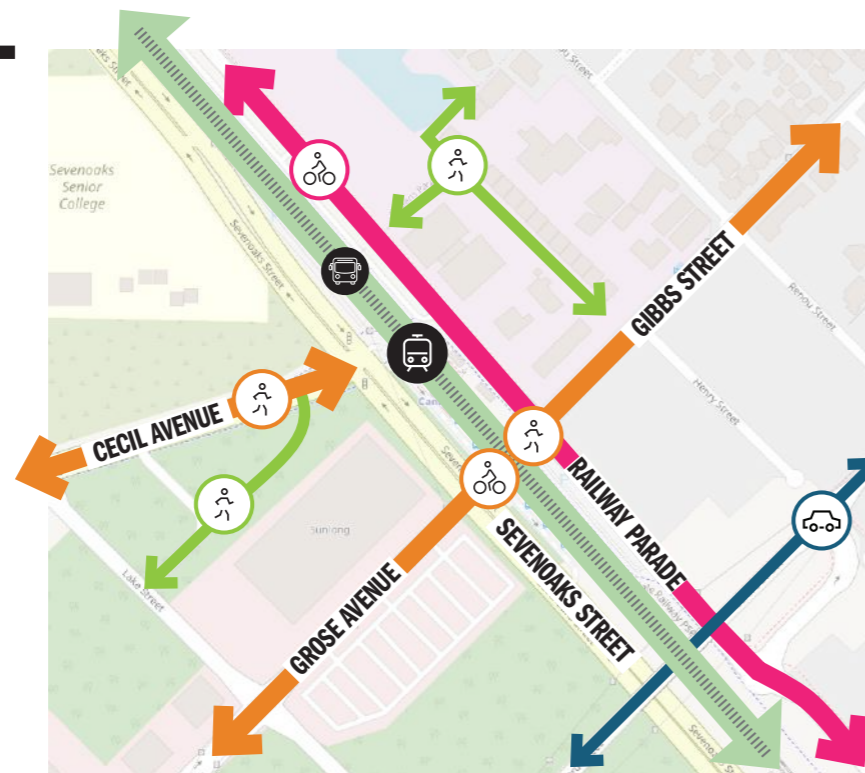 Sevenoaks
Senior
College
Sevenoaks Street
GIBBS STREET
Renou Street
Henry Street
CECIL AVENUE
RAILWAY PARADE
SEVENOAKS STREET
GROSE AVENUE
Sunlong
Lake Street